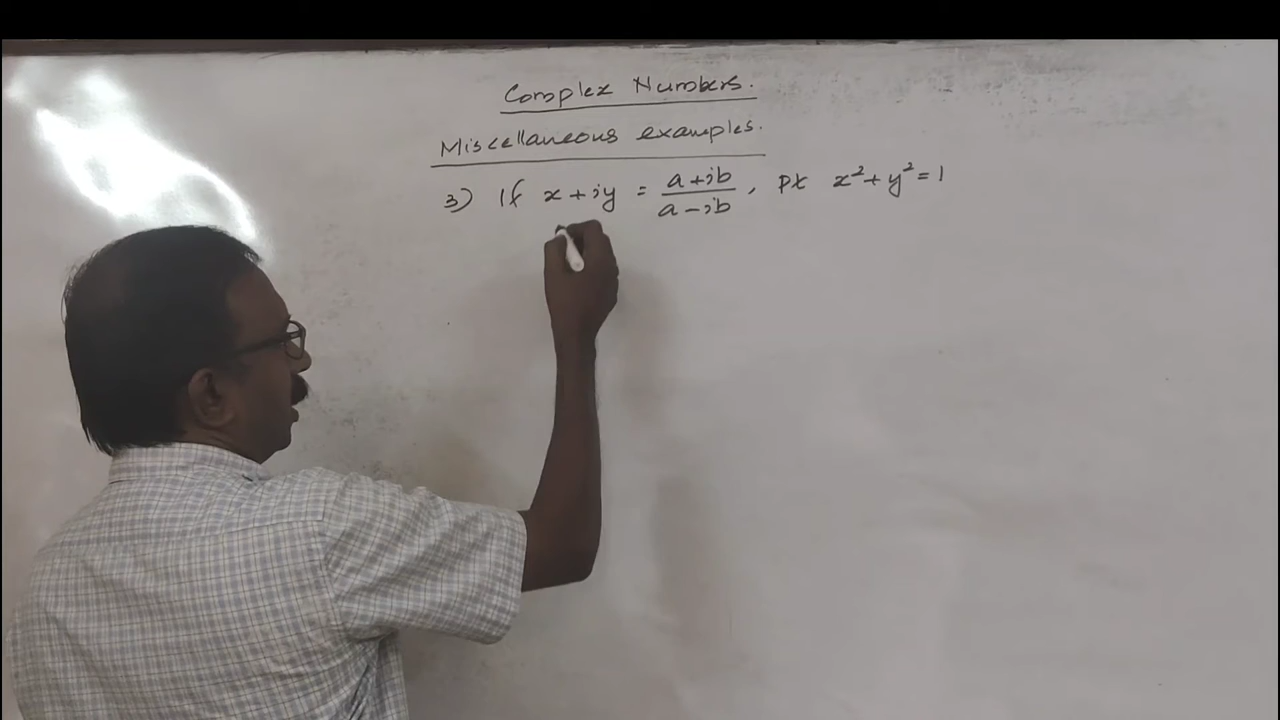 Complex Numbers.
Miscellaneous examples.
3) If x + iy = (a + ib)/(a - ib), pt x² + y² = 1